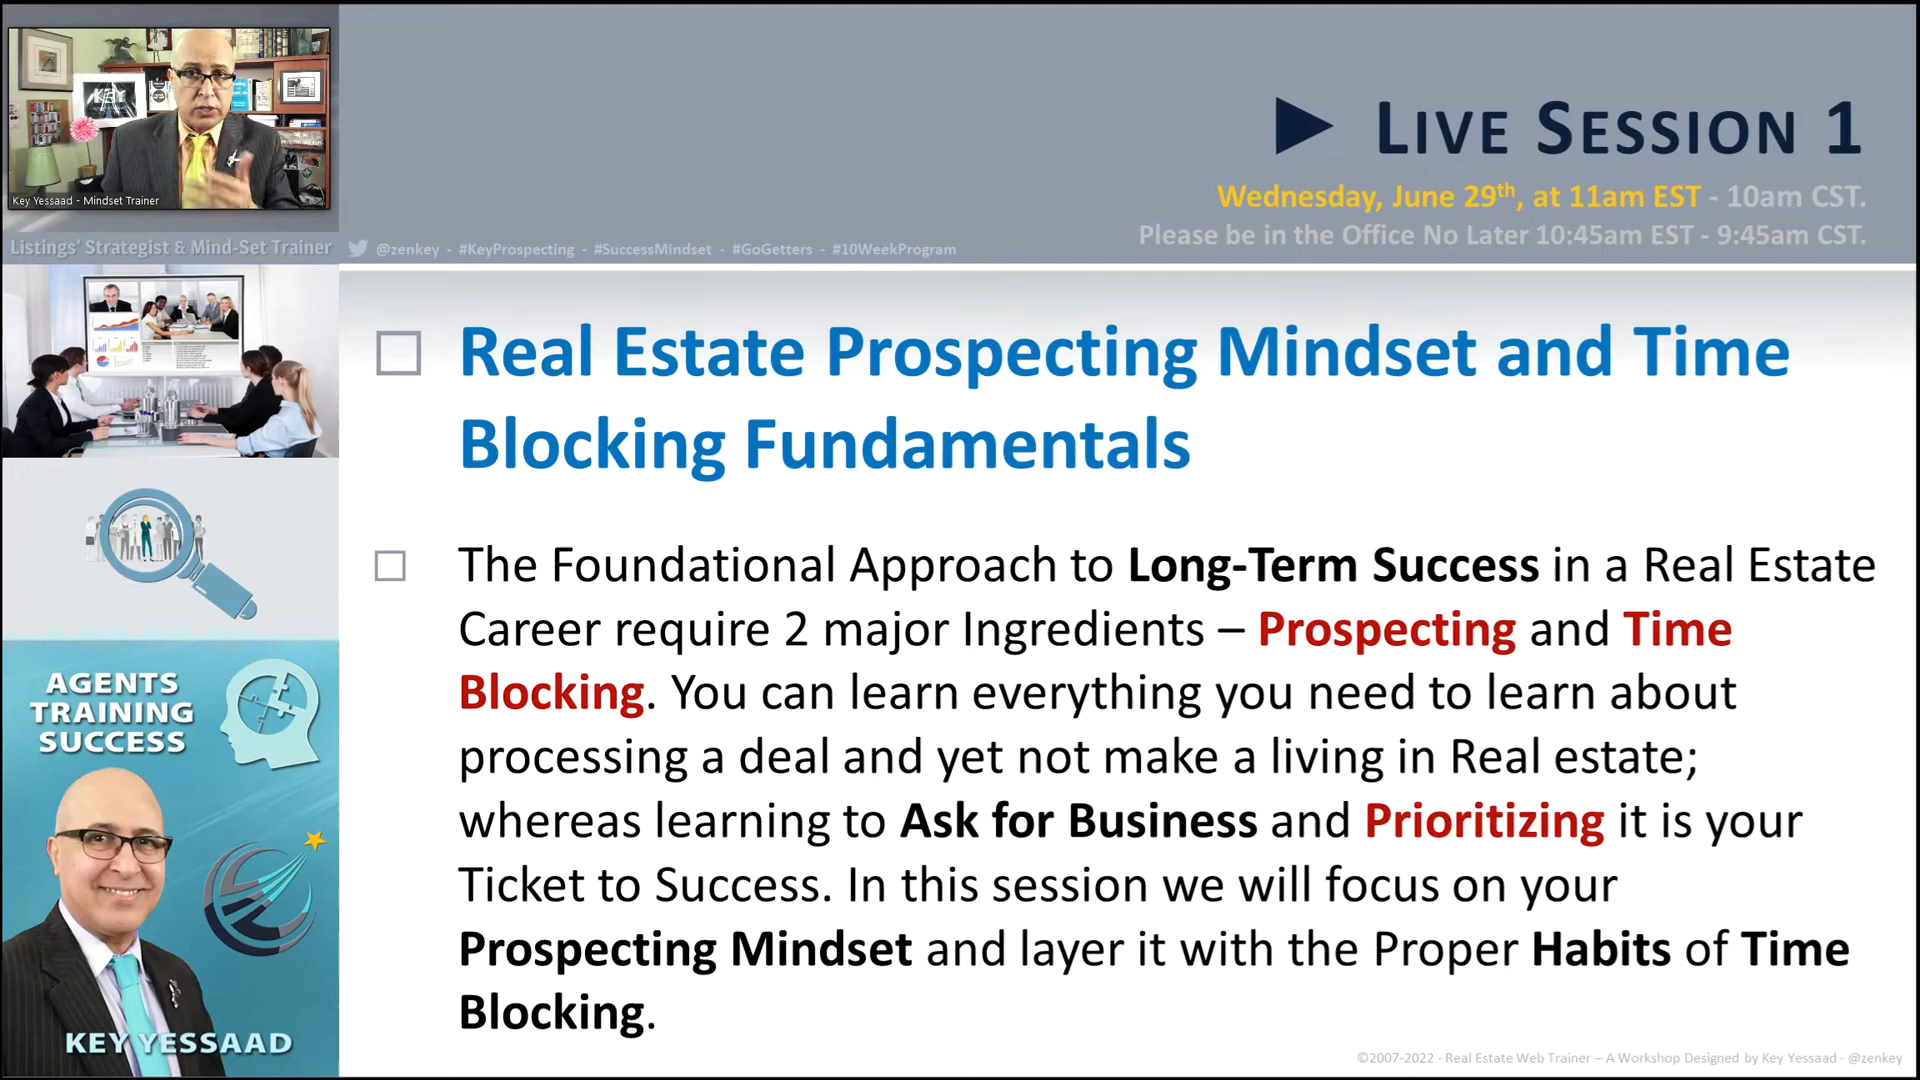 KEY
Key Yessaad - Mindset Trainer
Listings’ Strategist & Mind-Set Trainer
► LIVE SESSION 1
Wednesday, June 29th, at 11am EST - 10am CST.
Please be in the Office No Later 10:45am EST - 9:45am CST.
@zenkey - #KeyProspecting - #SuccessMindset - #GoGetters - #10WeekProgram
Real Estate Prospecting Mindset and Time
Blocking Fundamentals
The Foundational Approach to Long-Term Success in a Real Estate
Career require 2 major Ingredients – Prospecting and Time
Blocking. You can learn everything you need to learn about
processing a deal and yet not make a living in Real estate;
whereas learning to Ask for Business and Prioritizing it is your
Ticket to Success. In this session we will focus on your
Prospecting Mindset and layer it with the Proper Habits of Time
Blocking.
AGENTS
TRAINING
SUCCESS
KEY YESSAAD
©2007-2022 - Real Estate Web Trainer – A Workshop Designed by Key Yessaad - @zenkey